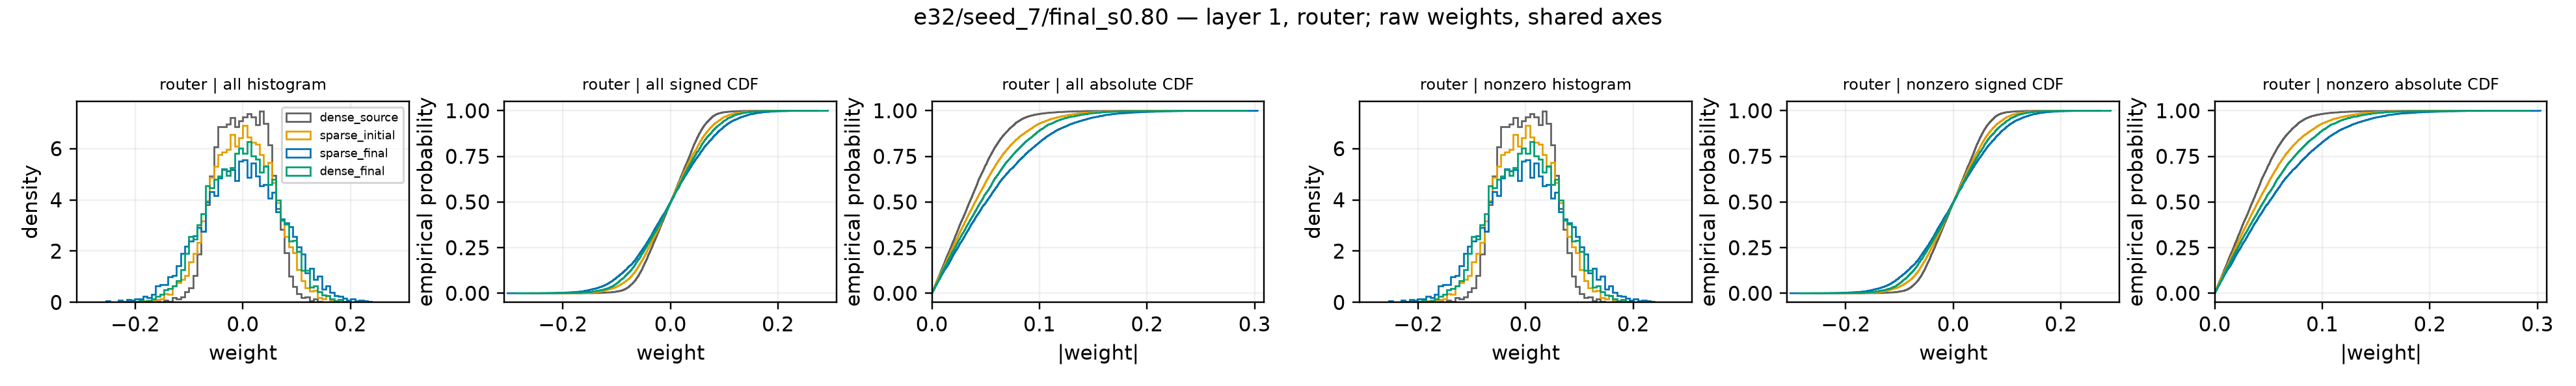 e32/seed_7/final_s0.80 — layer 1, router; raw weights, shared axes
router | all histogram
density
6
4
2
0
−0.2
0.0
0.2
weight
dense_source
sparse_initial
sparse_final
dense_final
router | all signed CDF
empirical probability
1.00
0.75
0.50
0.25
0.00
−0.2
0.0
0.2
weight
router | all absolute CDF
empirical probability
1.00
0.75
0.50
0.25
0.00
0.0
0.1
0.2
0.3
|weight|
router | nonzero histogram
density
6
4
2
0
−0.2
0.0
0.2
weight
router | nonzero signed CDF
empirical probability
1.00
0.75
0.50
0.25
0.00
−0.2
0.0
0.2
weight
router | nonzero absolute CDF
empirical probability
1.00
0.75
0.50
0.25
0.00
0.0
0.1
0.2
0.3
|weight|